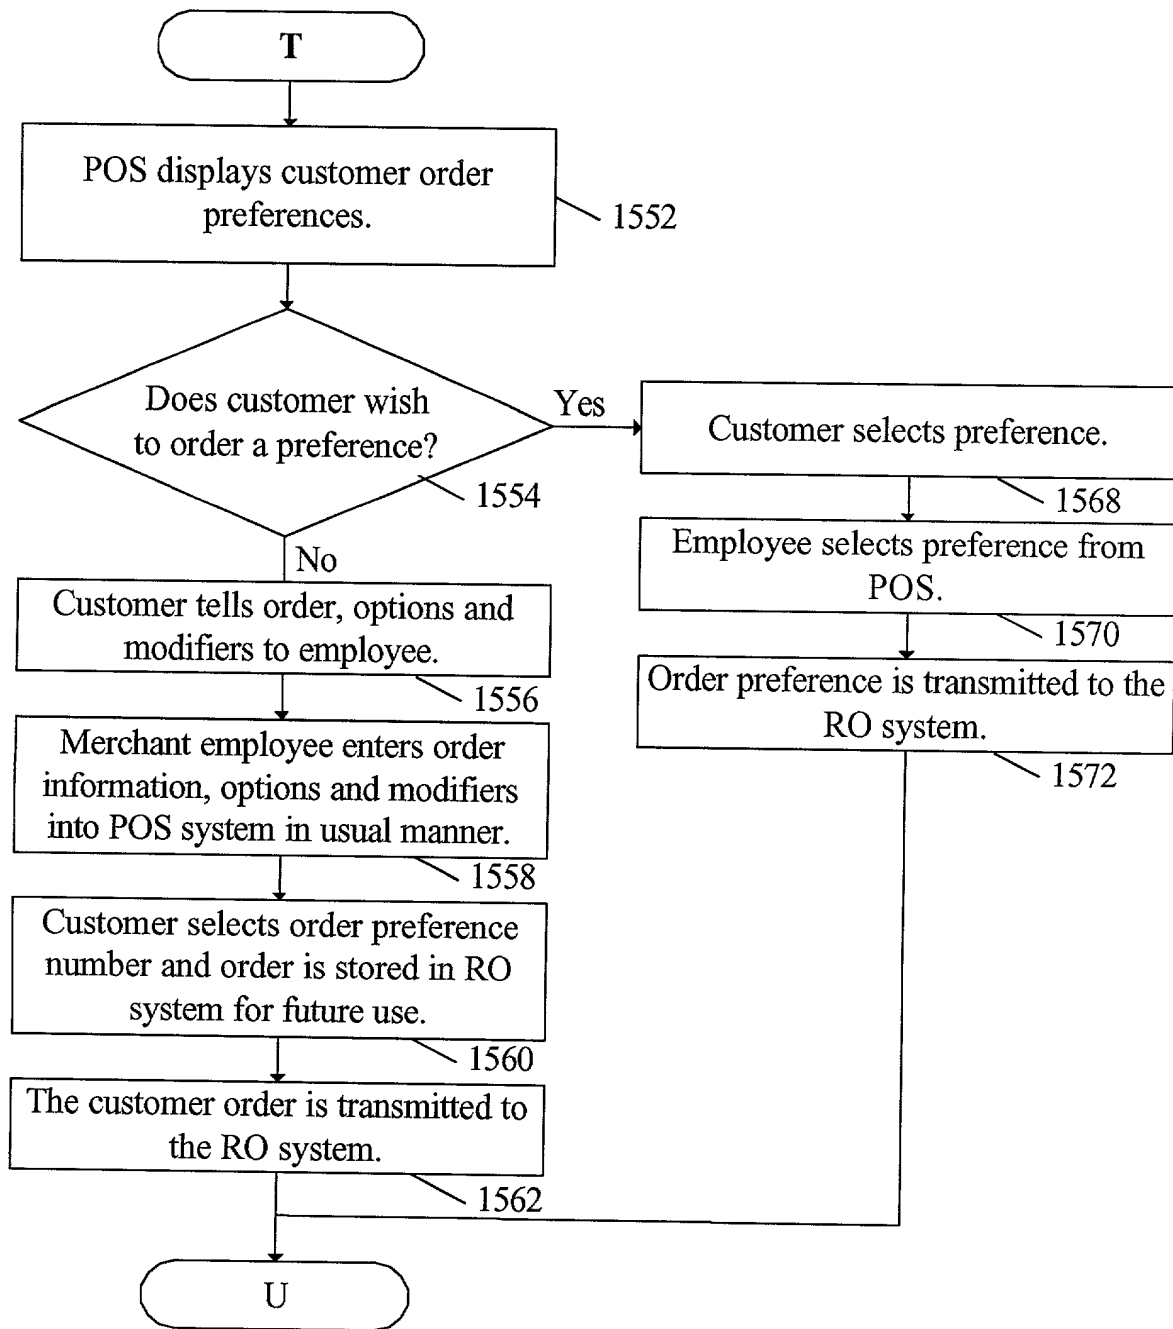 T
POS displays customer order
preferences.
1552
Does customer wish
to order a preference?
1554
Yes
No
Customer selects preference.
1568
Employee selects preference from
POS.
1570
Order preference is transmitted to the
RO system.
1572
Customer tells order, options and
modifiers to employee.
1556
Merchant employee enters order
information, options and modifiers
into POS system in usual manner.
1558
Customer selects order preference
number and order is stored in RO
system for future use.
1560
The customer order is transmitted to
the RO system.
1562
U